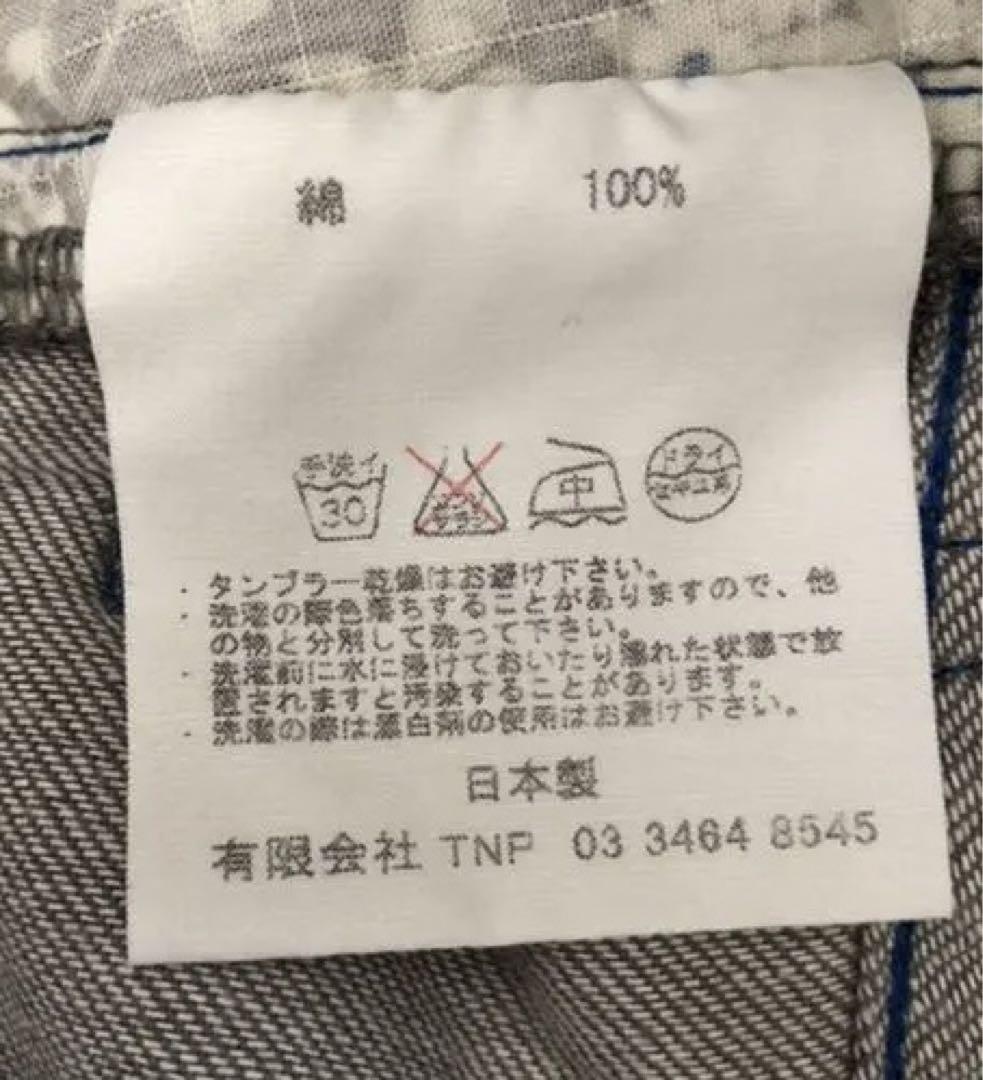 綿 100%
手洗イ
30
エンソ
サラシ
中
ドライ
・タンブラー乾燥はお避け下さい。
・洗濯の際色落ちすることがありますので、他
の物と分別して洗って下さい。
・洗濯前に水に浸けておいたり濡れた状態で放
置されますと汚染することがあります。
・洗濯の際は漂白剤の使用はお避け下さい。
日本製
有限会社 TNP 03 3464 8545